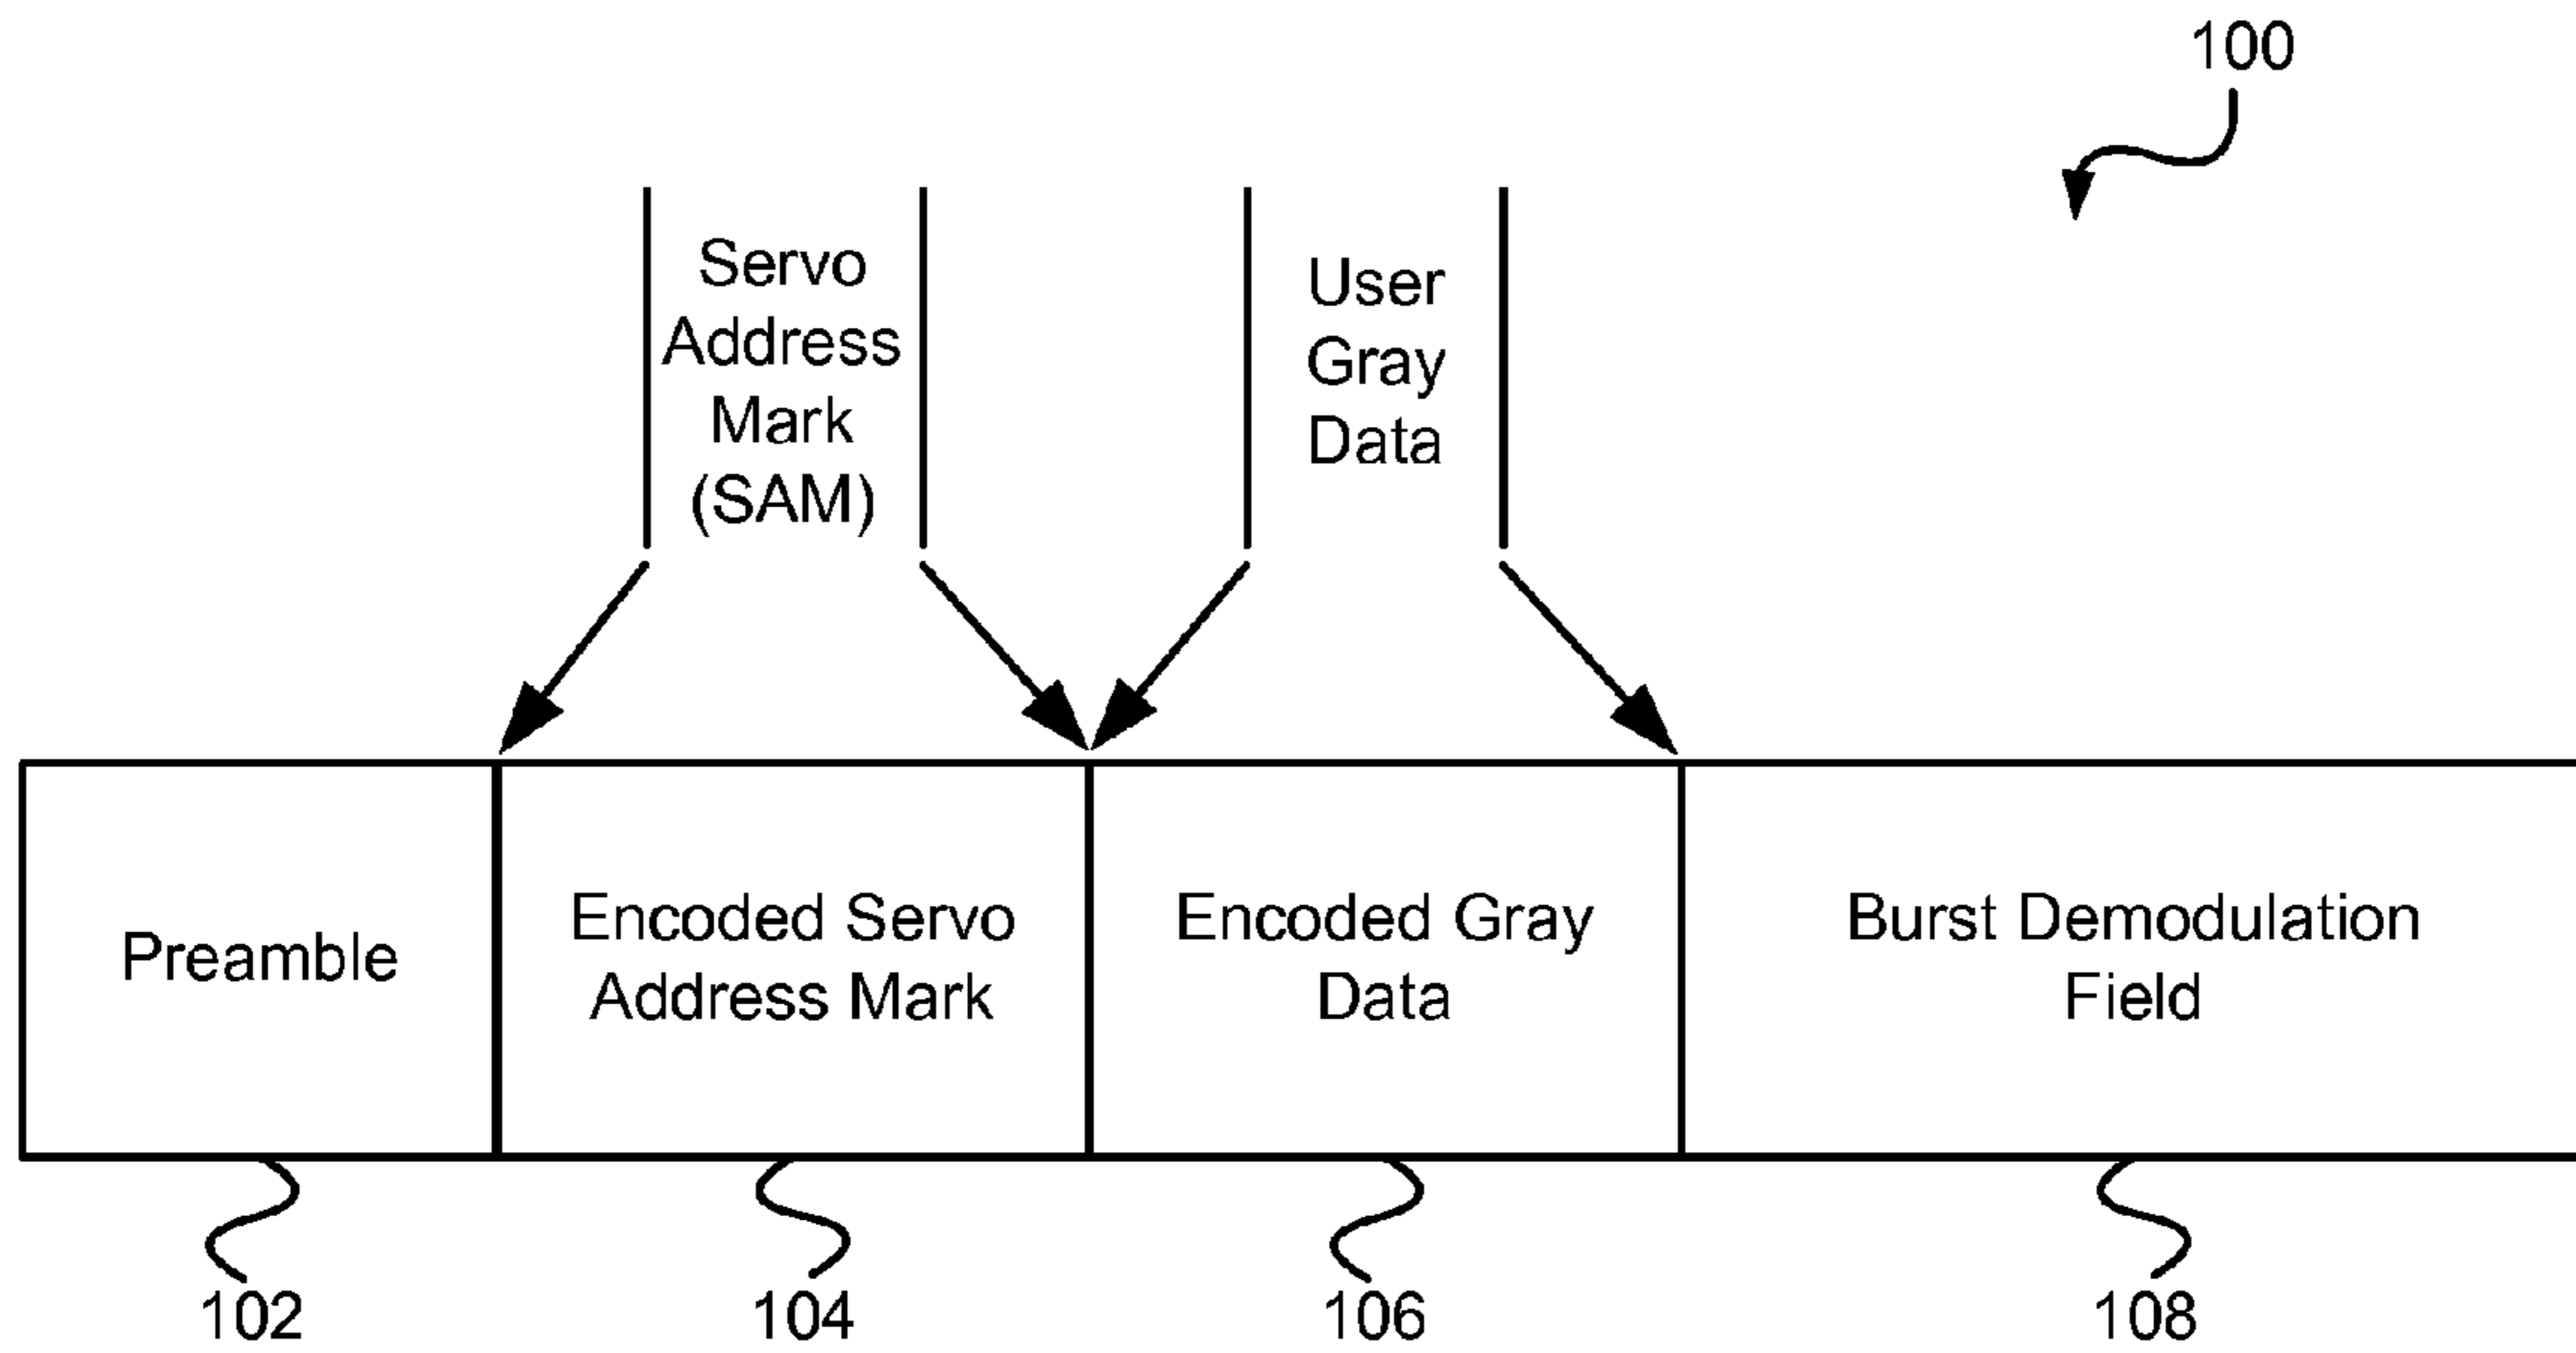 100
Servo
Address
Mark
(SAM)
User
Gray
Data
Preamble
Encoded Servo
Address Mark
Encoded Gray
Data
Burst Demodulation
Field
102
104
106
108